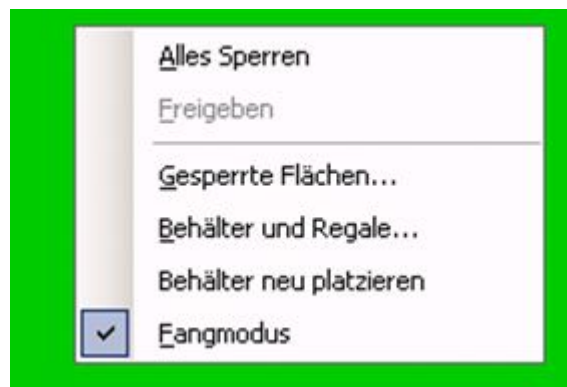 Alles Sperren
Freigeben
Gesperrte Flächen...
Behälter und Regale...
Behälter neu platzieren
Fangmodus